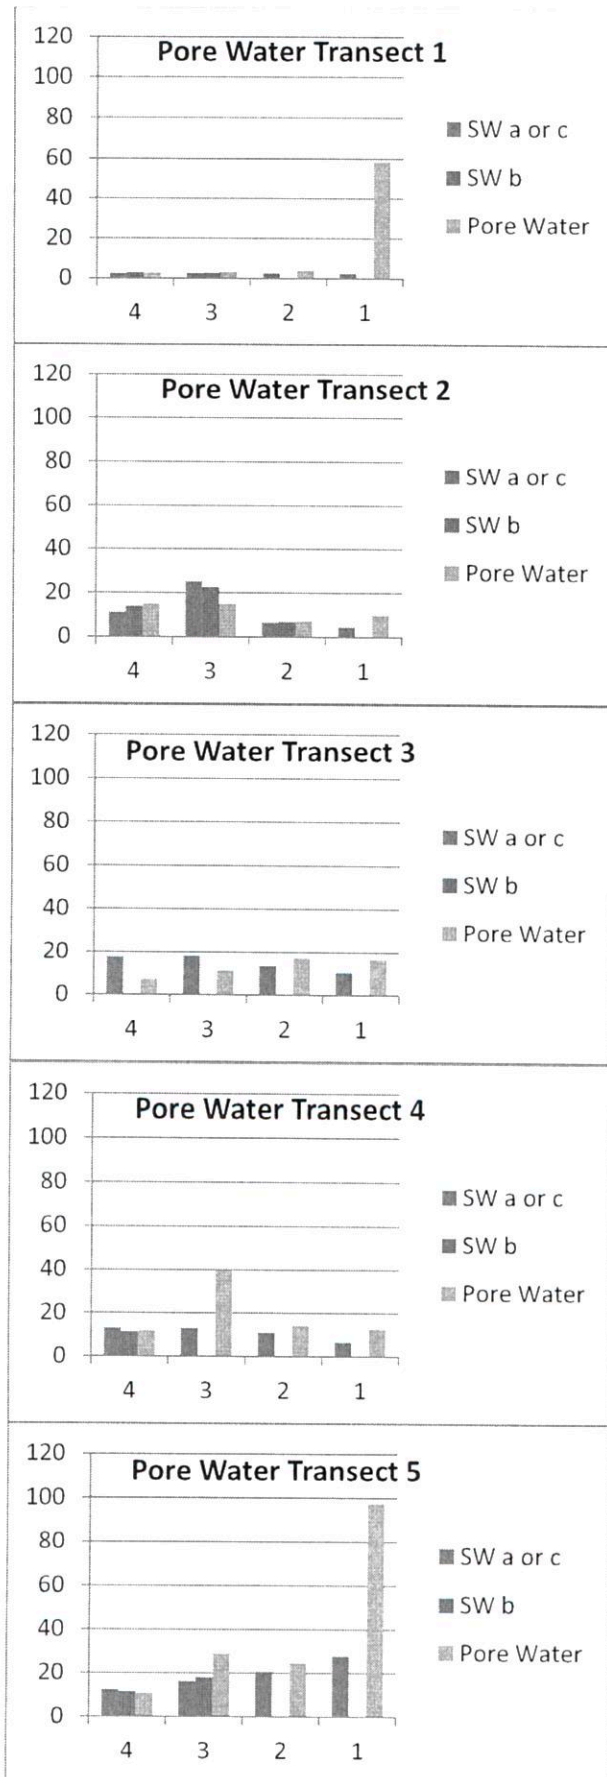 Pore Water Transect 1
120
100
80
60
40
20
0
4 3 2 1
SW a or c
SW b
Pore Water
Pore Water Transect 2
120
100
80
60
40
20
0
4 3 2 1
SW a or c
SW b
Pore Water
Pore Water Transect 3
120
100
80
60
40
20
0
4 3 2 1
SW a or c
SW b
Pore Water
Pore Water Transect 4
120
100
80
60
40
20
0
4 3 2 1
SW a or c
SW b
Pore Water
Pore Water Transect 5
120
100
80
60
40
20
0
4 3 2 1
SW a or c
SW b
Pore Water